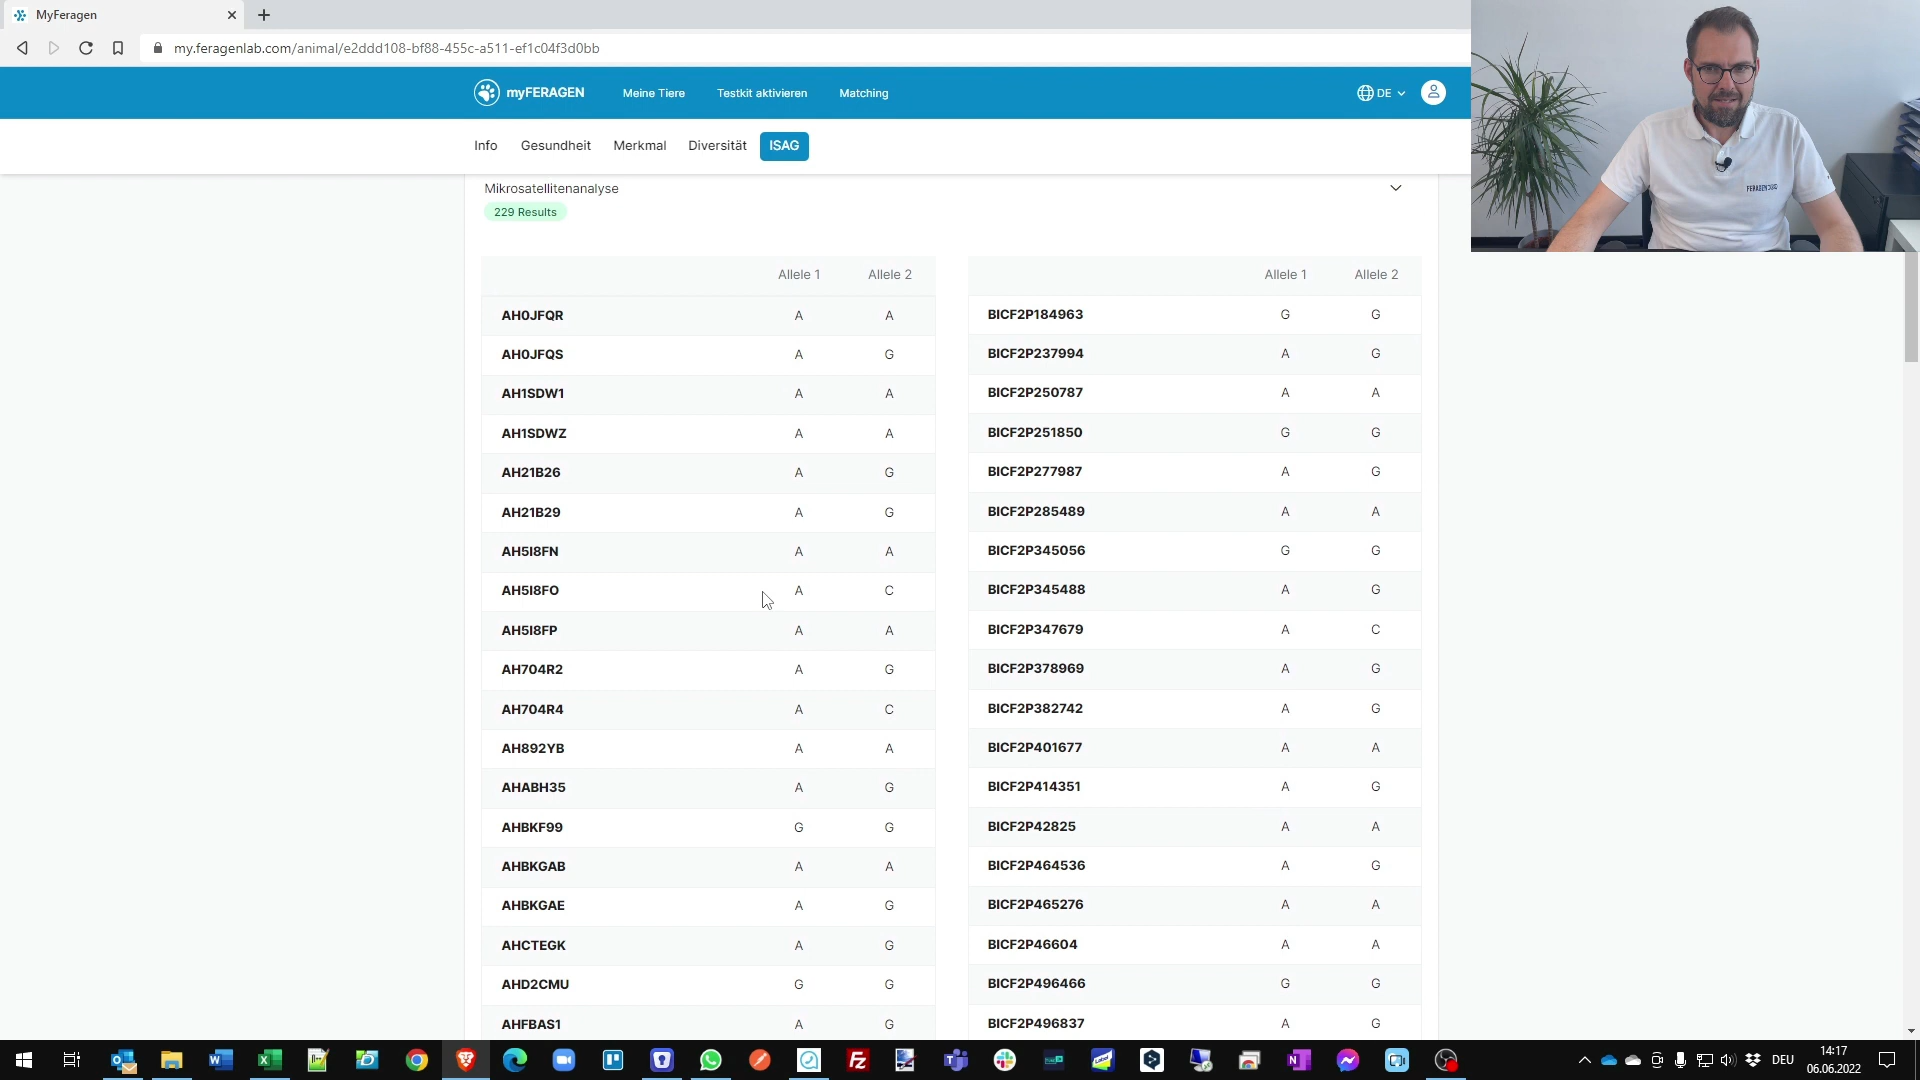 MyFeragen
my.feragenlab.com/animal/e2ddd108-bf88-455c-a511-ef1c04f3d0bb
myFERAGEN Meine Tiere Testkit aktivieren Matching DE
Info Gesundheit Merkmal Diversität ISAG
Mikrosatellitenanalyse
229 Results
Allele 1 Allele 2 Allele 1 Allele 2
AH0JFQR A A BICF2P184963 G G
AH0JFQS A G BICF2P237994 A G
AH1SDW1 A A BICF2P250787 A A
AH1SDWZ A A BICF2P251850 G G
AH21B26 A G BICF2P277987 A G
AH21B29 A G BICF2P285489 A A
AH5I8FN A A BICF2P345056 G G
AH5I8FO A C BICF2P345488 A G
AH5I8FP A A BICF2P347679 A C
AH704R2 A G BICF2P378969 A G
AH704R4 A C BICF2P382742 A G
AH892YB A A BICF2P401677 A A
AHABH35 A G BICF2P414351 A G
AHBKF99 G G BICF2P42825 A A
AHBKGAB A A BICF2P464536 A G
AHBKGAE A G BICF2P465276 A A
AHCTEGK A G BICF2P46604 A A
AHD2CMU G G BICF2P496466 G G
AHFBAS1 A G BICF2P496837 A G
DEU
14:17
06.06.2022